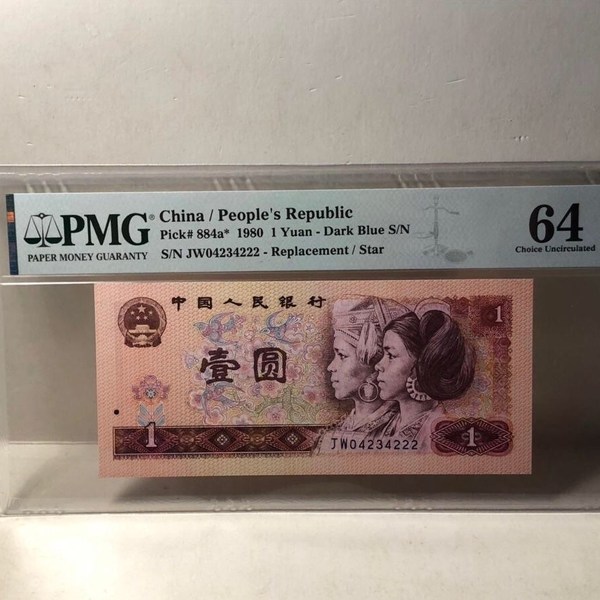 PMG®
PAPER MONEY GUARANTY
China / People's Republic
Pick# 884a* 1980 1 Yuan - Dark Blue S/N
S/N JW04234222 - Replacement / Star
64
Choice Uncirculated
中国人民银行
1
壹圆
1
JW04234222
1